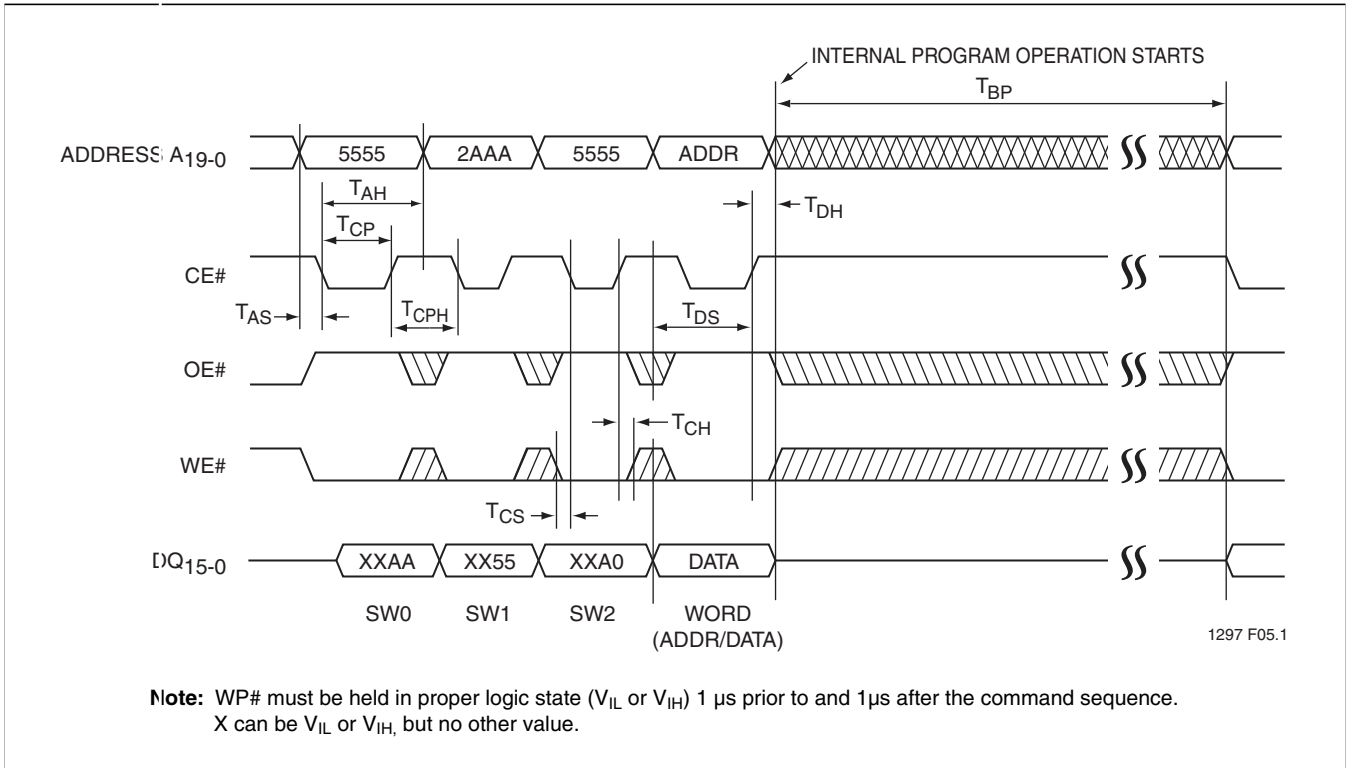 INTERNAL PROGRAM OPERATION STARTS
TBP
ADDRESS A19-0
5555
2AAA
5555
ADDR
TAH
TDH
TCP
CE#
TAS
TCPH
TDS
OE#
TCH
WE#
TCS
DQ15-0
XXAA
XX55
XXA0
DATA
SW0
SW1
SW2
WORD
(ADDR/DATA)
1297 F05.1
Note: WP# must be held in proper logic state (VIL or VIH) 1 µs prior to and 1µs after the command sequence.
X can be VIL or VIH, but no other value.